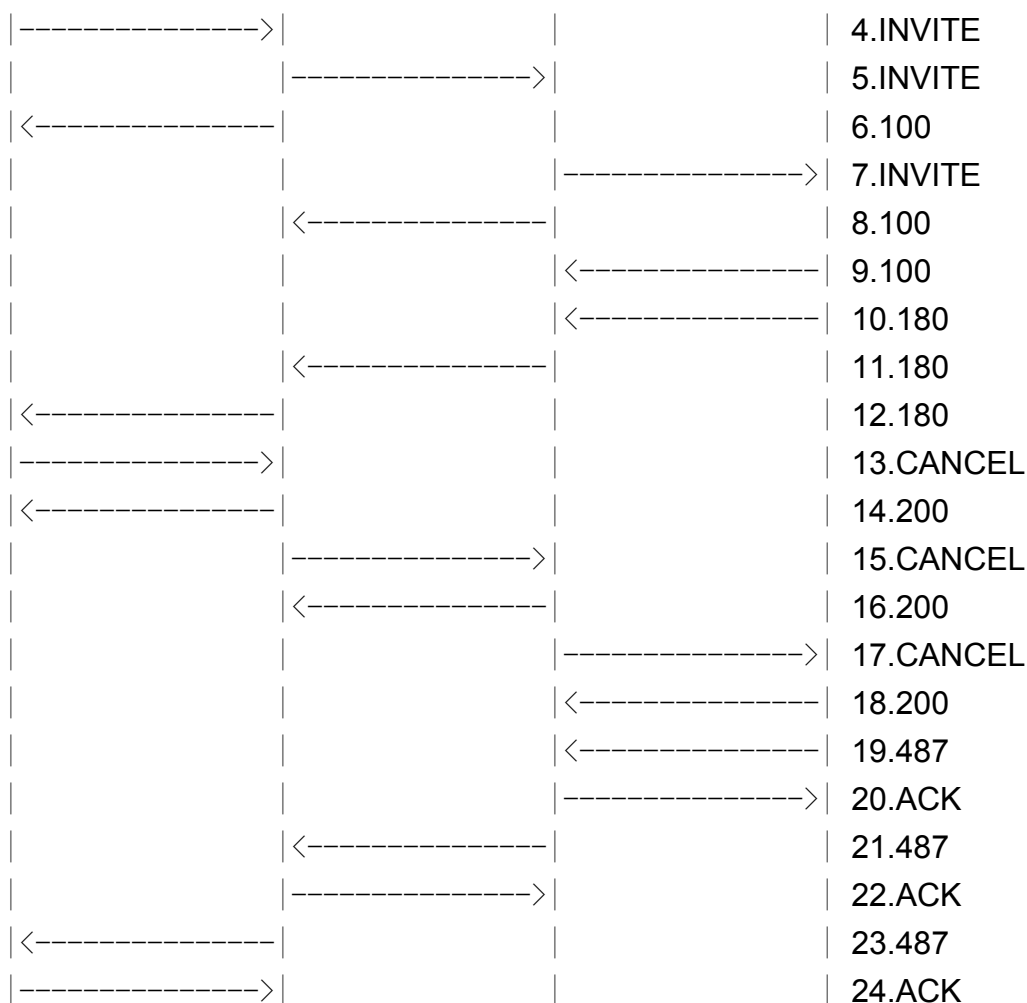 |--------------->|                |                | 4.INVITE
|                |--------------->|                | 5.INVITE
|<---------------|                |                | 6.100
|                |                |--------------->| 7.INVITE
|                |<---------------|                | 8.100
|                |                |<---------------| 9.100
|                |                |<---------------| 10.180
|                |<---------------|                | 11.180
|<---------------|                |                | 12.180
|--------------->|                |                | 13.CANCEL
|<---------------|                |                | 14.200
|                |--------------->|                | 15.CANCEL
|                |<---------------|                | 16.200
|                |                |--------------->| 17.CANCEL
|                |                |<---------------| 18.200
|                |                |<---------------| 19.487
|                |                |--------------->| 20.ACK
|                |<---------------|                | 21.487
|                |--------------->|                | 22.ACK
|<---------------|                |                | 23.487
|--------------->|                |                | 24.ACK